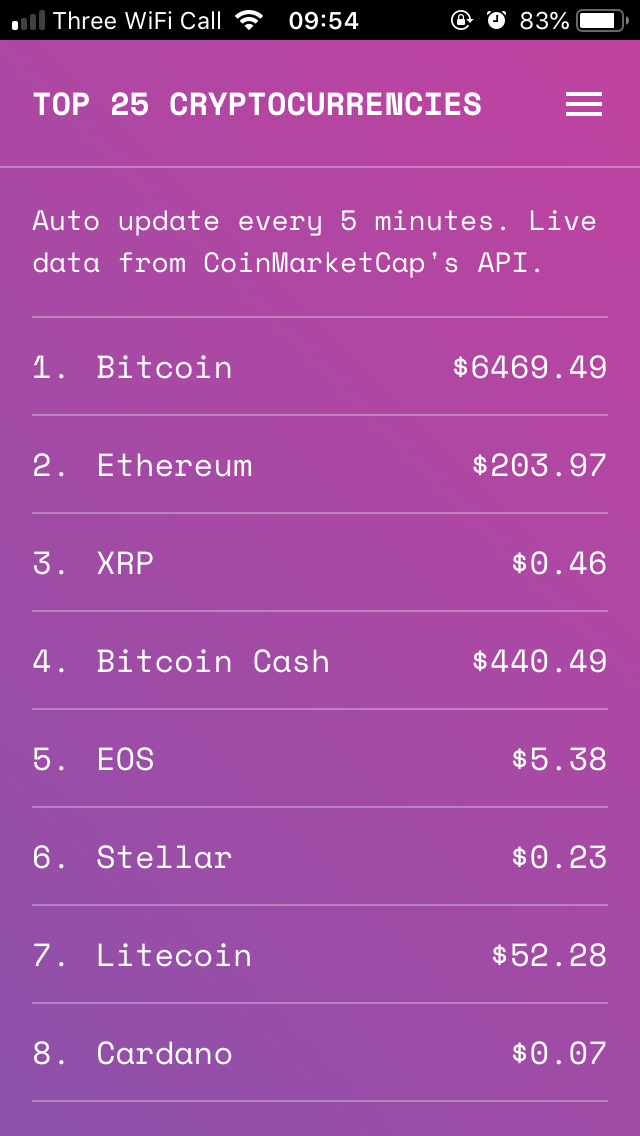 Three WiFi Call 09:54 83%
TOP 25 CRYPTOCURRENCIES
Auto update every 5 minutes. Live
data from CoinMarketCap's API.
1. Bitcoin $6469.49
2. Ethereum $203.97
3. XRP $0.46
4. Bitcoin Cash $440.49
5. EOS $5.38
6. Stellar $0.23
7. Litecoin $52.28
8. Cardano $0.07